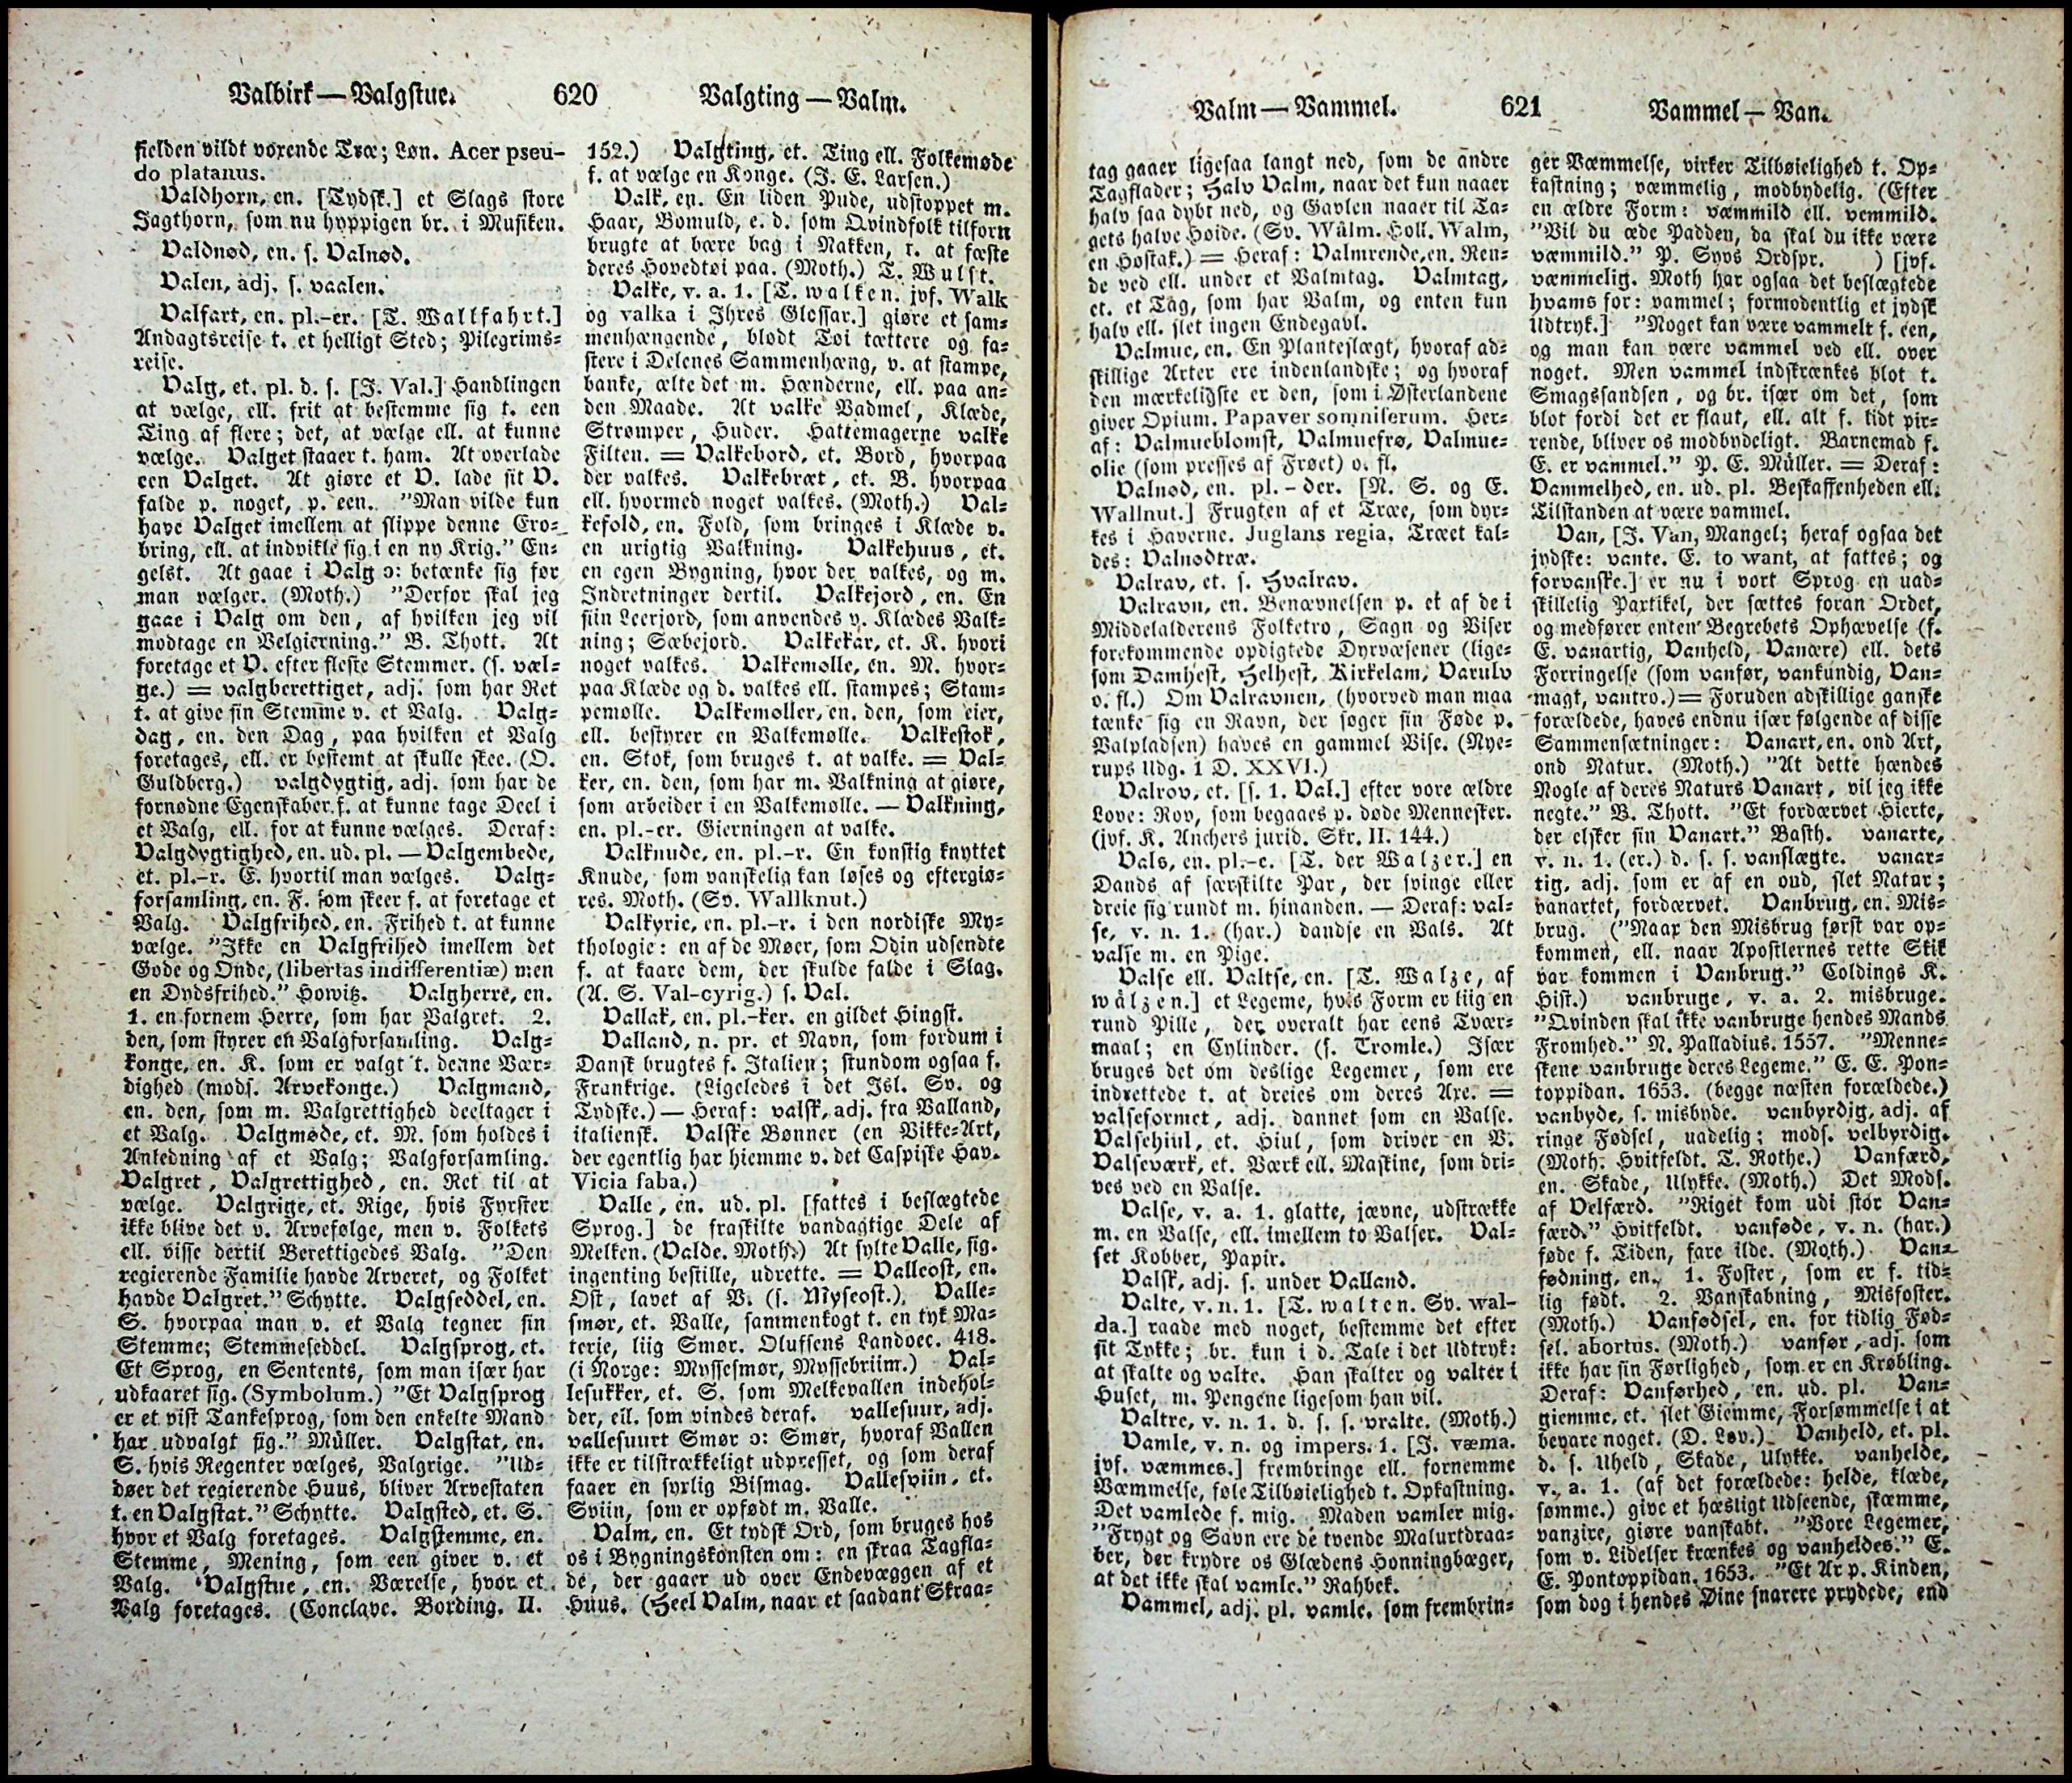 Valbirk — Valgstue.
620
Valgting — Valm.
sielden vildt voxende Træ; Løn. Acer pseu-
do platanus.
Valdhorn, en. [Tydsk.] et Slags store
Jagthorn, som nu hyppigen br. i Musiken.
Valdnød, en. s. Valnød.
Valen, adj. s. vaalen.
Valfart, en. pl.-er. [T. Wallfahrt.]
Andagtsreise t. et helligt Sted; Pilegrims-
reise.
Valg, et. pl. d. s. [J. Val.] Handlingen
at vælge, ell. frit at bestemme sig t. een
Ting af flere; det, at vælge ell. at kunne
vælge. Valget staaer t. ham. At overlade
een Valget. At giøre et V. lade sit V.
falde p. noget, p. een. "Man vilde kun
have Valget imellem at slippe denne Ero-
bring, ell. at indvikle sig i en ny Krig." En-
gelst. At gaae i Valg ɔ: betænke sig før
man vælger. (Moth.) "Derfor skal jeg
gaae i Valg om den, af hvilken jeg vil
modtage en Velgierning." B. Thott. At
foretage et V. efter fleste Stemmer. (s. væl-
ge.) = valgberettiget, adj. som har Ret
t. at give sin Stemme v. et Valg. Valg-
dag, en. den Dag, paa hvilken et Valg
foretages, ell. er bestemt at skulle skee. (O.
Guldberg.) valgdygtig, adj. som har de
fornødne Egenskaber f. at kunne tage Deel i
et Valg, ell. for at kunne vælges. Deraf:
Valgdygtighed, en. ud. pl. — Valgembede,
et. pl.-r. E. hvortil man vælges. Valg-
forsamling, en. F. som skeer f. at foretage et
Valg. Valgfrihed, en. Frihed t. at kunne
vælge. "Ikke en Valgfrihed imellem det
Gode og Onde, (libertas indifferentiæ) men
en Dydsfrihed." Howitz. Valgherre, en.
1. en fornem Herre, som har Valgret. 2.
den, som styrer en Valgforsamling. Valg-
konge, en. K. som er valgt t. denne Vær-
dighed (mods. Arvekonge.) Valgmand,
en. den, som m. Valgrettighed deeltager i
et Valg. Valgmøde, et. M. som holdes i
Anledning af et Valg; Valgforsamling.
Valgret, Valgrettighed, en. Ret til at
vælge. Valgrige, et. Rige, hvis Fyrster
ikke blive det v. Arvefølge, men v. Folkets
ell. visse dertil Berettigedes Valg. "Den
regierende Familie havde Arveret, og Folket
havde Valgret." Schytte. Valgseddel, en.
S. hvorpaa man v. et Valg tegner sin
Stemme; Stemmeseddel. Valgsprog, et.
Et Sprog, en Sentents, som man især har
udkaaret sig. (Symbolum.) "Et Valgsprog
er et vist Tankesprog, som den enkelte Mand
har udvalgt sig." Müller. Valgstat, en.
S. hvis Regenter vælges, Valgrige. "Ud-
døer det regierende Huus, bliver Arvestaten
t. en Valgstat." Schytte. Valgsted, et. S.
hvor et Valg foretages. Valgstemme, en.
Stemme, Mening, som een giver v. et
Valg. Valgstue, en. Værelse, hvor et
Valg foretages. (Conclave. Bording. II.
152.) Valgting, et. Ting ell. Folkemøde
f. at vælge en Konge. (J. E. Larsen.)
Valk, en. En liden Pude, udstoppet m.
Haar, Bomuld, e. d. som Qvindfolk tilforn
brugte at bære bag i Nakken, r. at fæste
deres Hovedtøi paa. (Moth.) T. Wulst.
Valke, v. a. 1. [T. walken. jvf. Walk
og valka i Ihres Glossar.] giøre et sam-
menhængende, blødt Tøi tættere og fa-
stere i Delenes Sammenhæng, v. at stampe,
banke, ælte det m. Hænderne, ell. paa an-
den Maade. At valke Vadmel, Klæde,
Strømper, Huder. Hattemagerne valke
Filten. = Valkebord, et. Bord, hvorpaa
der valkes. Valkebræt, et. B. hvorpaa
ell. hvormed noget valkes. (Moth.) Val-
kefold, en. Fold, som bringes i Klæde v.
en urigtig Valkning. Valkehuus, et.
en egen Bygning, hvor der valkes, og m.
Indretninger dertil. Valkejord, en. En
fiin Leerjord, som anvendes v. Klædes Valk-
ning; Sæbejord. Valkekar, et. K. hvori
noget valkes. Valkemølle, en. M. hvor-
paa Klæde og d. valkes ell. stampes; Stam-
pemølle. Valkemøller, en. den, som eier,
ell. bestyrer en Valkemølle. Valkestok,
en. Stok, som bruges t. at valke. = Val-
ker, en. den, som har m. Valkning at giøre,
som arbeider i en Valkemølle. — Valkning,
en. pl.-er. Gierningen at valke.
Valknude, en. pl.-r. En konstig knyttet
Knude, som vanskelig kan løses og eftergiø-
res. Moth. (Sv. Wallknut.)
Valkyrie, en. pl.-r. i den nordiske My-
thologie: en af de Møer, som Odin udsendte
f. at kaare dem, der skulde falde i Slag.
(A. S. Val-cyrig.) s. Val.
Vallak, en. pl.-ker. en gildet Hingst.
Valland, n. pr. et Navn, som fordum i
Dansk brugtes f. Italien; stundom ogsaa f.
Frankrige. (Ligeledes i det Isl. Sv. og
Tydske.) — Heraf: valsk, adj. fra Valland,
italiensk. Valske Bønner (en Vikke-Art,
der egentlig har hiemme v. det Caspiske Hav.
Vicia faba.)
Valle, en. ud. pl. [fattes i beslægtede
Sprog.] de fraskilte vandagtige Dele af
Melken. (Valde. Moth.) At sylte Valle, fig.
ingenting bestille, udrette. = Valleost, en.
Ost, lavet af V. (s. Myseost.) Valle-
smør, et. Valle, sammenkogt t. en tyk Ma-
terie, liig Smør. Olufsens Landoec. 418.
(i Norge: Myssesmør, Myssebriim.) Val-
lesukker, et. S. som Melkevallen indehol-
der, ell. som vindes deraf. vallesuur, adj.
vallesuurt Smør ɔ: Smør, hvoraf Vallen
ikke er tilstrækkeligt udpresset, og som deraf
faaer en syrlig Bismag. Vallesviin, et.
Sviin, som er opfødt m. Valle.
Valm, en. Et tydsk Ord, som bruges hos
os i Bygningskonsten om: en skraa Tagfla-
de, der gaaer ud over Endevæggen af et
Huus. (Heel Valm, naar et saadant Skraa-
Valm — Vammel.
621
Vammel — Van.
tag gaaer ligesaa langt ned, som de andre
Tagflader; Halv Valm, naar det kun naaer
halv saa dybt ned, og Gavlen naaer til Ta-
gets halve Høide. (Sv. Wålm. Holl. Walm,
en Høstak.) = Heraf: Valmrende, en. Ren-
de ved ell. under et Valmtag. Valmtag,
et. et Tag, som har Valm, og enten kun
halv ell. slet ingen Endegavl.
Valmue, en. En Planteslægt, hvoraf ad-
skillige Arter ere indenlandske; og hvoraf
den mærkeligste er den, som i Østerlandene
giver Opium. Papaver somniferum. Her-
af: Valmueblomst, Valmuefrø, Valmue-
olie (som presses af Frøet) o. fl.
Valnød, en. pl.-der. [N. S. og E.
Wallnut.] Frugten af et Træe, som dyr-
kes i Haverne. Juglans regia. Træet kal-
des: Valnødtræ.
Valrav, et. s. Hvalrav.
Valravn, en. Benævnelsen p. et af de i
Middelalderens Folketro, Sagn og Viser
forekommende opdigtede Dyrvæsener (lige-
som Damhest, Helhest, Kirkelam, Varulv
o. fl.) Om Valravnen, (hvorved man maa
tænke sig en Ravn, der søger sin Føde p.
Valpladsen) haves en gammel Vise. (Nye-
rups Udg. 1 D. XXVI.)
Valrov, et. [s. 1. Val.] efter vore ældre
Love: Rov, som begaaes p. døde Mennesker.
(jvf. K. Anchers jurid. Skr. II. 144.)
Vals, en. pl.-e. [T. der Walzer.] en
Dands af særskilte Par, der svinge eller
dreie sig rundt m. hinanden. — Deraf: val-
se, v. n. 1. (har.) dandse en Vals. At
valse m. en Pige.
Valse ell. Valtse, en. [T. Walze, af
wälzen.] et Legeme, hvis Form er liig en
rund Pille, der overalt har eens Tvær-
maal; en Cylinder. (s. Tromle.) Især
bruges det om deslige Legemer, som ere
indrettede t. at dreies om deres Axe. =
valseformet, adj. dannet som en Valse.
Valsehiul, et. Hiul, som driver en V.
Valseværk, et. Værk ell. Maskine, som dri-
ves ved en Valse.
Valse, v. a. 1. glatte, jævne, udstrække
m. en Valse, ell. imellem to Valser. Val-
set Kobber, Papir.
Valsk, adj. s. under Valland.
Valte, v. n. 1. [T. walten. Sv. wal-
da.] raade med noget, bestemme det efter
sit Tykke; br. kun i d. Tale i det Udtryk:
at skalte og valte. Han skalter og valter i
Huset, m. Pengene ligesom han vil.
Valtre, v. n. 1. d. s. s. vralte. (Moth.)
Vamle, v. n. og impers. 1. [J. væma.
jvf. væmmes.] frembringe ell. fornemme
Væmmelse, føle Tilbøielighed t. Opkastning.
Det vamlede f. mig. Maden vamler mig.
"Frygt og Savn ere de tvende Malurtdraa-
ber, der krydre os Glædens Honningbæger,
at det ikke skal vamle." Rahbek.
Vammel, adj. pl. vamle. som frembrin-
ger Væmmelse, virker Tilbøielighed t. Op-
kastning; væmmelig, modbydelig. (Efter
en ældre Form: væmmild ell. vemmild.
"Vil du æde Padden, da skal du ikke være
væmmild." P. Syvs Ordspr. ) [jvf.
væmmelig. Moth har ogsaa det beslægtede
hvams for: vammel; formodentlig et jydsk
Udtryk.] "Noget kan være vammelt f. een,
og man kan være vammel ved ell. over
noget. Men vammel indskrænkes blot t.
Smagssandsen, og br. især om det, som
blot fordi det er flaut, ell. alt f. lidt pir-
rende, bliver os modbydeligt. Barnemad f.
E. er vammel." P. E. Müller. = Deraf:
Vammelhed, en. ud. pl. Beskaffenheden ell.
Tilstanden at være vammel.
Van, [J. Van, Mangel; heraf ogsaa det
jydske: vante. E. to want, at fattes; og
forvanske.] er nu i vort Sprog en uad-
skillelig Partikel, der sættes foran Ordet,
og medfører enten Begrebets Ophævelse (f.
E. vanartig, Vanheld, Vanære) ell. dets
Forringelse (som vanfør, vankundig, Van-
magt, vantro.) = Foruden adskillige ganske
forældede, haves endnu især følgende af disse
Sammensætninger: Vanart, en. ond Art,
ond Natur. (Moth.) "At dette hændes
Nogle af deres Naturs Vanart, vil jeg ikke
negte." B. Thott. "Et fordærvet Hierte,
der elsker sin Vanart." Basth. vanarte,
v. n. 1. (er.) d. s. s. vanslægte. vanar-
tig, adj. som er af en ond, slet Natur;
vanartet, fordærvet. Vanbrug, en. Mis-
brug. ("Naar den Misbrug først var op-
kommen, ell. naar Apostlernes rette Skik
var kommen i Vanbrug." Coldings K.
Hist.) vanbruge, v. a. 2. misbruge.
"Qvinden skal ikke vanbruge hendes Mands
Fromhed." N. Palladius. 1557. "Menne-
skene vanbruge deres Legeme." E. E. Pon-
toppidan. 1653. (begge næsten forældede.)
vanbyde, s. misbyde. vanbyrdig, adj. af
ringe Fødsel, uadelig; mods. velbyrdig.
(Moth. Hvitfeldt. T. Rothe.) Vanfærd,
en. Skade, Ulykke. (Moth.) Det Mods.
af Velfærd. "Riget kom udi stor Van-
færd." Hvitfeldt. vanføde, v. n. (har.)
føde f. Tiden, fare ilde. (Moth.) Van-
fødning, en. 1. Foster, som er f. tid-
lig født. 2. Vanskabning, Misfoster.
(Moth.) Vanfødsel, en. for tidlig Fød-
sel. abortus. (Moth.) vanfør, adj. som
ikke har sin Førlighed, som er en Krøbling.
Deraf: Vanførhed, en. ud. pl. Van-
giemme, et. slet Giemme, Forsømmelse i at
bevare noget. (D. Lov.) Vanheld, et. pl.
d. s. Uheld, Skade, Ulykke. vanhelde,
v. a. 1. (af det forældede: helde, klæde,
sømme.) give et hæsligt Udseende, skæmme,
vanzire, giøre vanskabt. "Vore Legemer,
som v. Lidelser krænkes og vanheldes." E.
E. Pontoppidan. 1653. "Et Ar p. Kinden,
som dog i hendes Øine snarere prydede, end